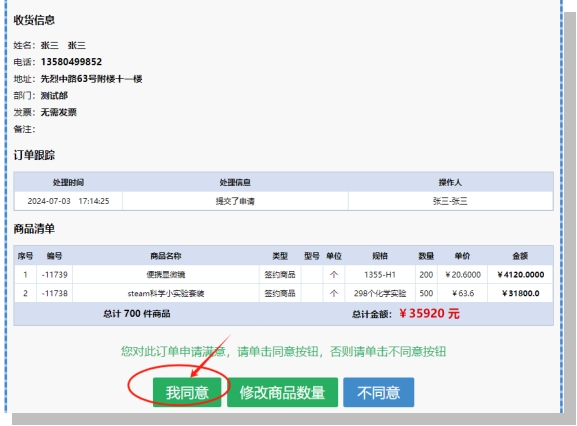 收货信息
姓名：张三 张三
电话：13580499852
地址：先烈中路63号附楼十一楼
部门：测试部
发票：无需发票
备注：
订单跟踪
处理时间 处理信息 操作人
2024-07-03 17:14:25 提交了申请 张三-张三
商品清单
序号 编号 商品名称 类型 型号 单位 规格 数量 单价 金额
1 -11739 便携显微镜 签约商品 个 1355-H1 200 ￥20.6000 ￥4120.0000
2 -11738 steam科学小实验套装 签约商品 个 298个化学实验 500 ￥63.6 ￥31800.0
总计 700 件商品 总计金额：￥35920 元
您对此订单申请满意，请单击同意按钮，否则请单击不同意按钮
我同意 修改商品数量 不同意